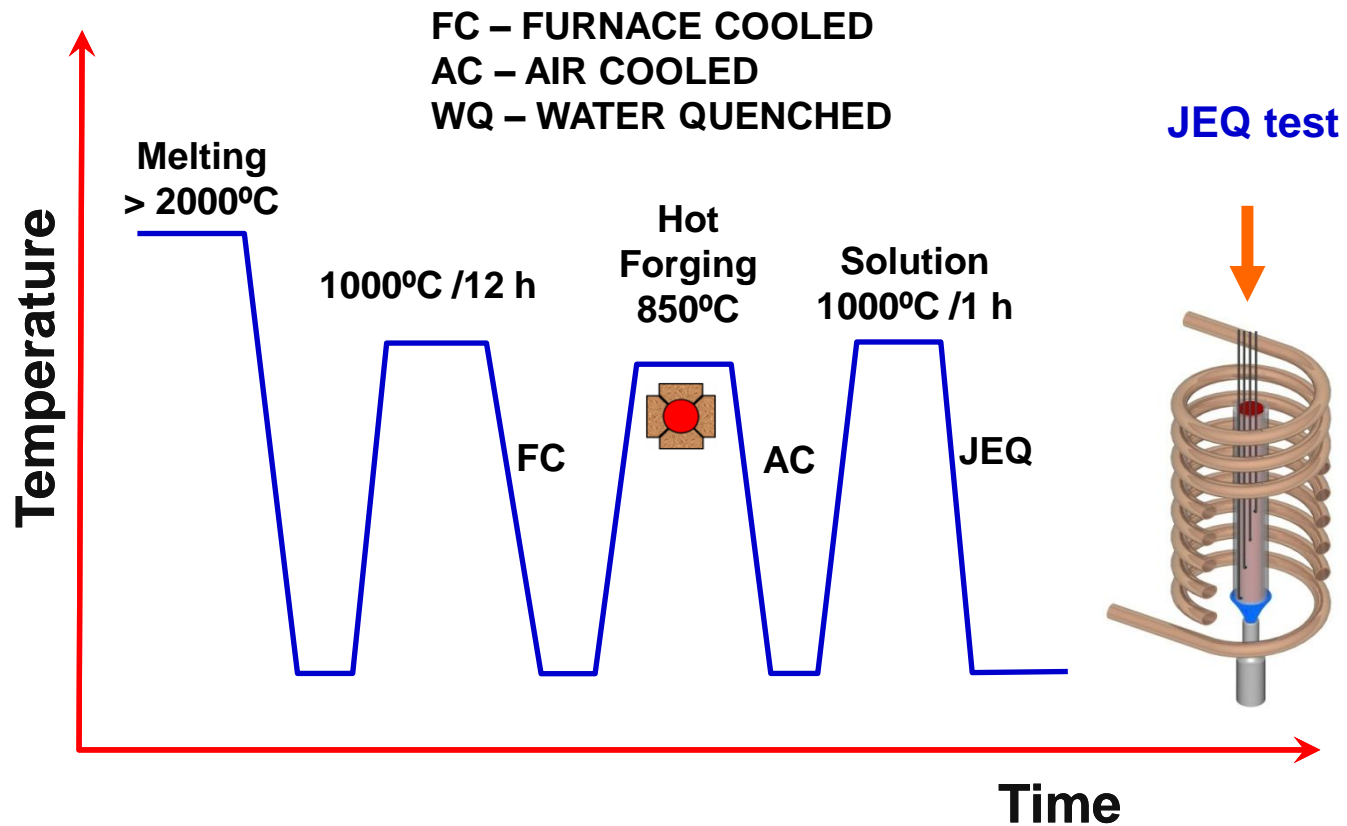 FC – FURNACE COOLED
AC – AIR COOLED
WQ – WATER QUENCHED
JEQ test
Melting
> 2000ºC
Hot
Forging
850ºC
Solution
1000ºC /1 h
1000ºC /12 h
FC
AC
JEQ
Temperature
Time